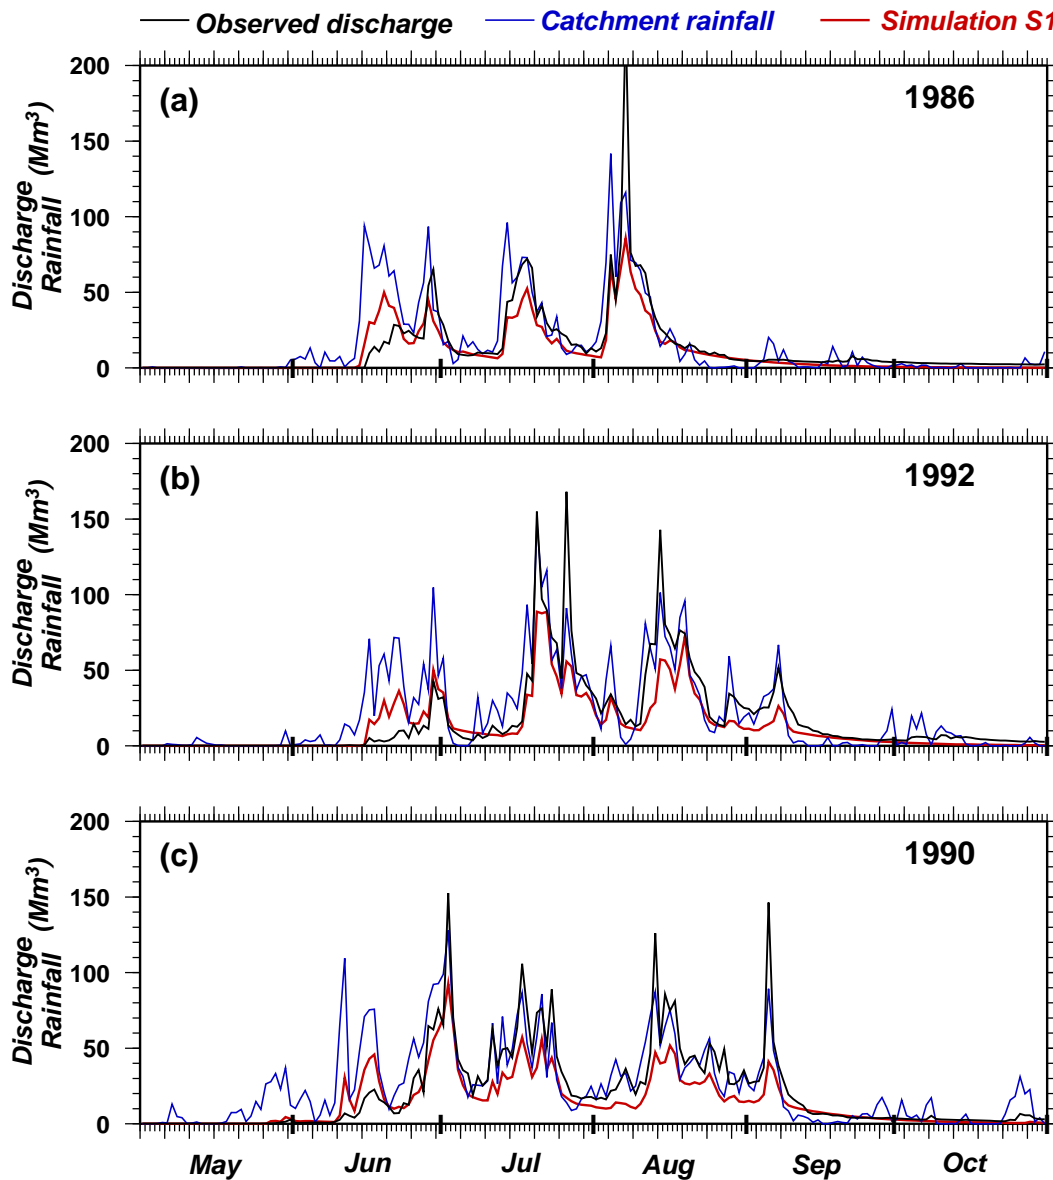 Observed discharge Catchment rainfall Simulation S1
(a) 1986
200
150
100
50
0
Discharge
Rainfall (Mm³)
(b) 1992
200
150
100
50
0
Discharge
Rainfall (Mm³)
(c) 1990
200
150
100
50
0
Discharge
Rainfall (Mm³)
May Jun Jul Aug Sep Oct